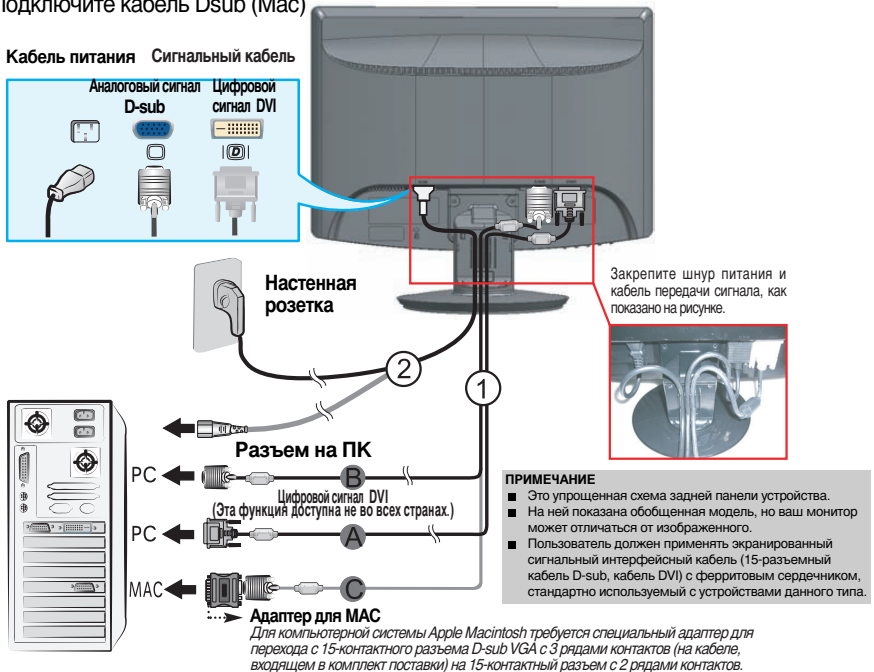 Подключите кабель Dsub (Mac)
Кабель питания
Сигнальный кабель
Аналоговый сигнал
D-sub
Цифровой
сигнал DVI
D
Настенная
розетка
Закрепите шнур питания и
кабель передачи сигнала, как
показано на рисунке.
2
1
Разъем на ПК
PC
B
Цифровой сигнал DVI
(Эта функция доступна не во всех странах.)
PC
A
MAC
C
Адаптер для MAC
Для компьютерной системы Apple Macintosh требуется специальный адаптер для
перехода с 15-контактного разъема D-sub VGA с 3 рядами контактов (на кабеле,
входящем в комплект поставки) на 15-контактный разъем с 2 рядами контактов.
ПРИМЕЧАНИЕ
Это упрощенная схема задней панели устройства.
На ней показана обобщенная модель, но ваш монитор
может отличаться от изображенного.
Пользователь должен применять экранированный
сигнальный интерфейсный кабель (15-разъемный
кабель D-sub, кабель DVI) с ферритовым сердечником,
стандартно используемый с устройствами данного типа.